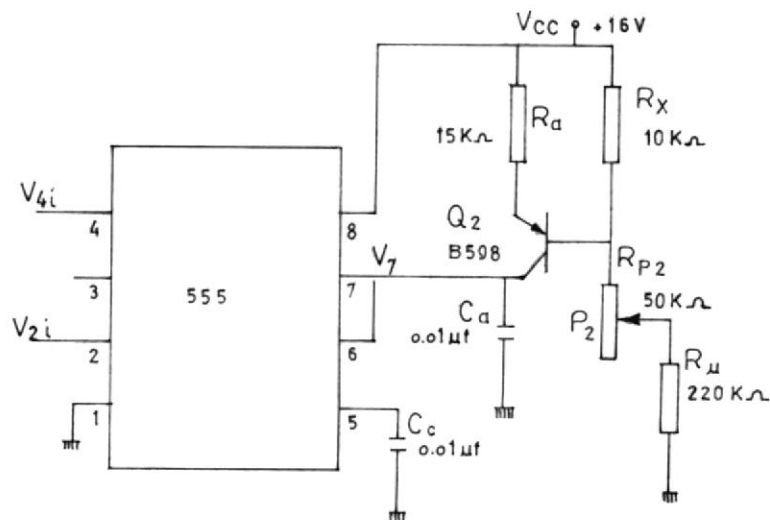 Vcc +16V
Ra
15KΩ
RX
10KΩ
V4i
4
8
Q2
B598
V7
3
7
555
RP2
50KΩ
Ca
0.01µf
P2
V2i
2
6
Rµ
220KΩ
1
5
Cc
0.01µf